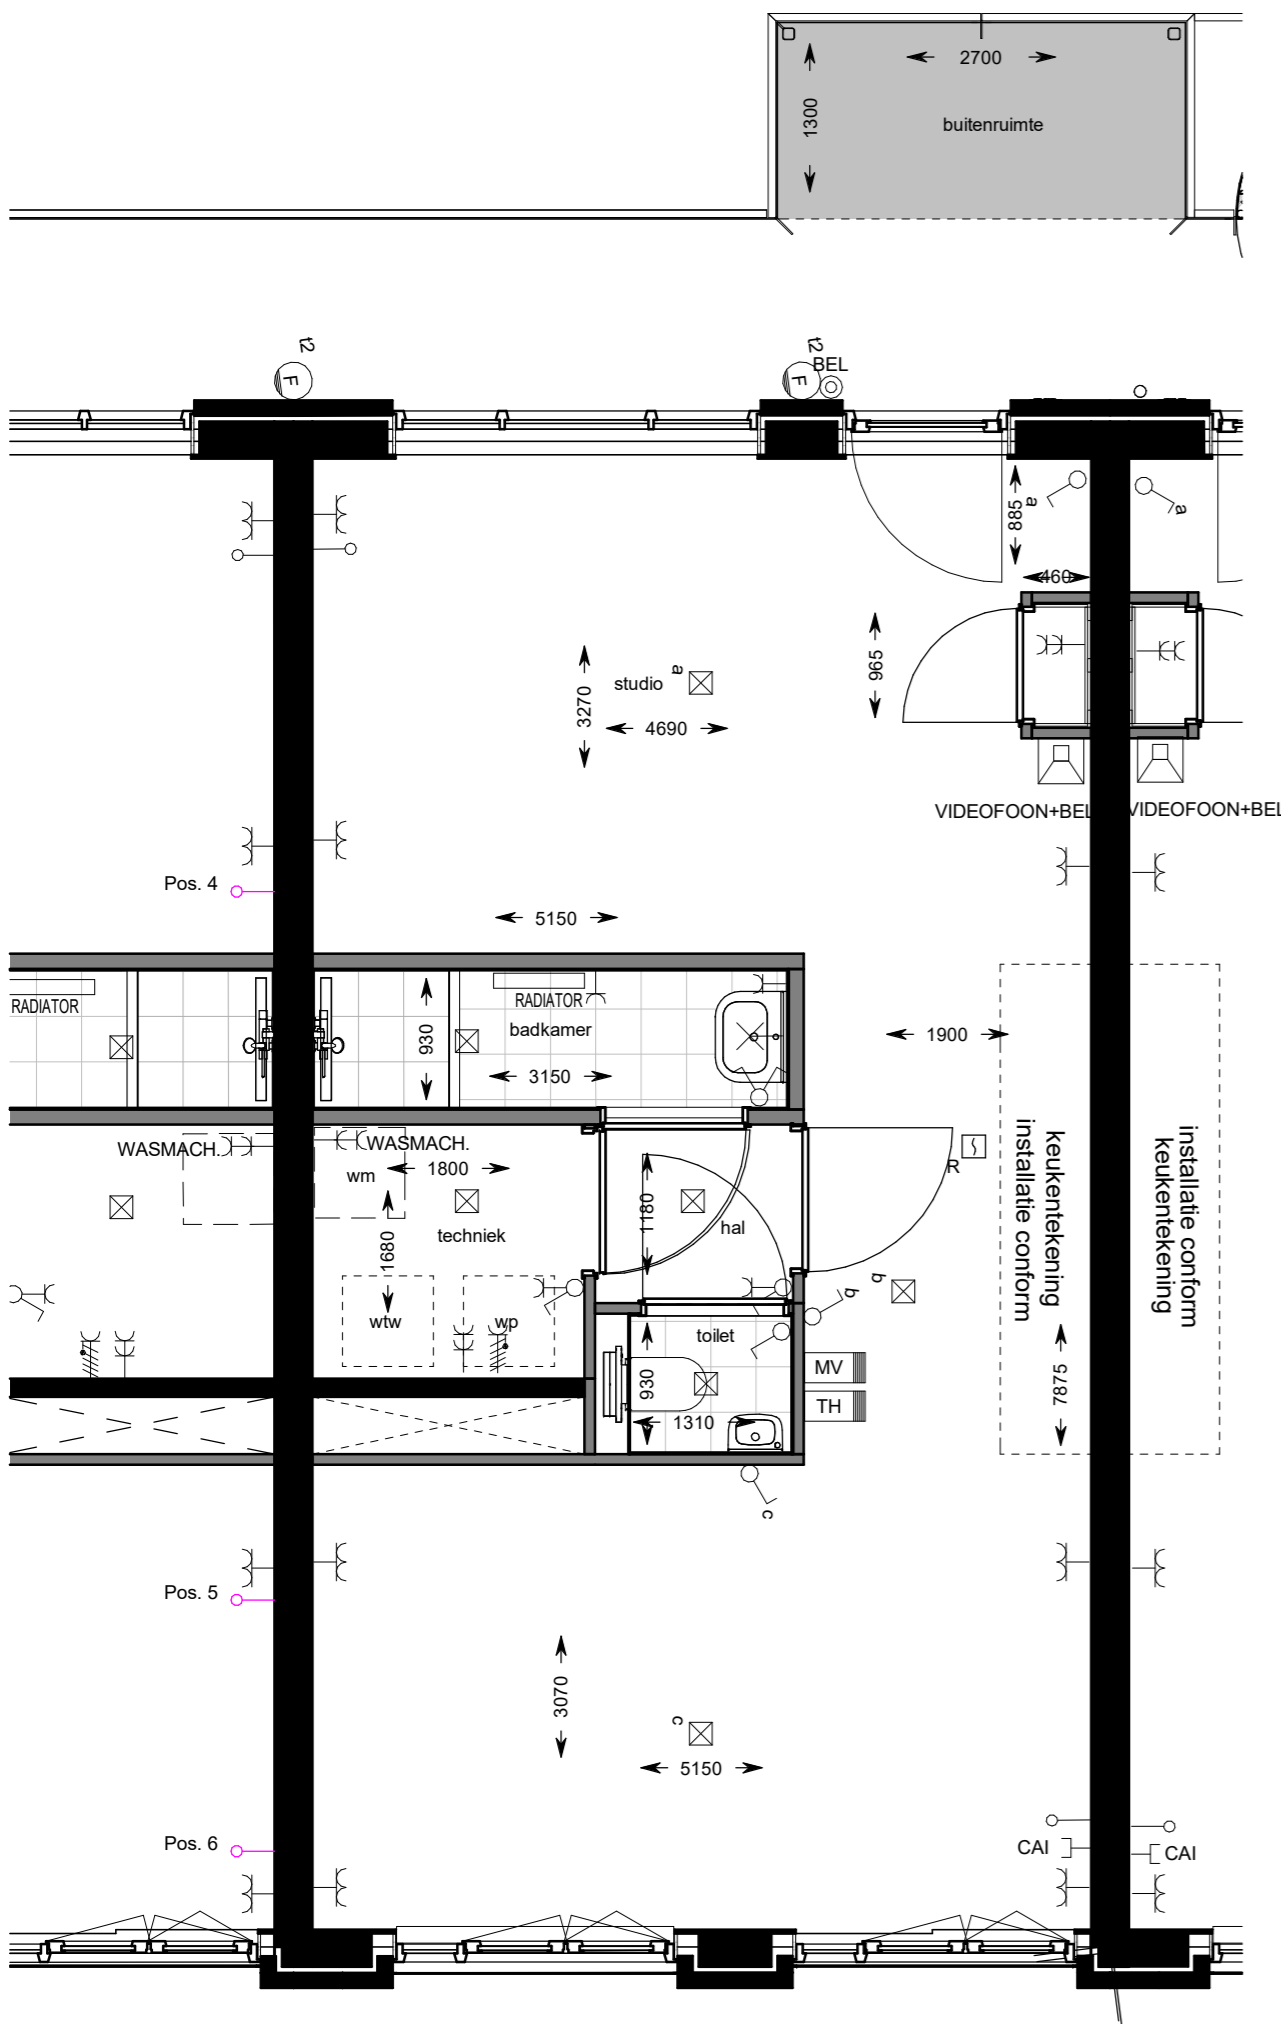 2700
1300
buitenruimte
t2
F
t2
F
BEL
885
a
a
460
965
3270
studio
a
4690
VIDEOFOON+BEL
VIDEOFOON+BEL
Pos. 4
5150
RADIATOR
RADIATOR
badkamer
930
3150
1900
WASMACH.
WASMACH.
wm
1800
1680
techniek
1180
hal
R
installatie conform
keukentekening
installatie conform
keukentekening
b
b
wtw
wp
toilet
930
1310
MV
TH
7875
c
Pos. 5
3070
c
5150
Pos. 6
CAI
CAI